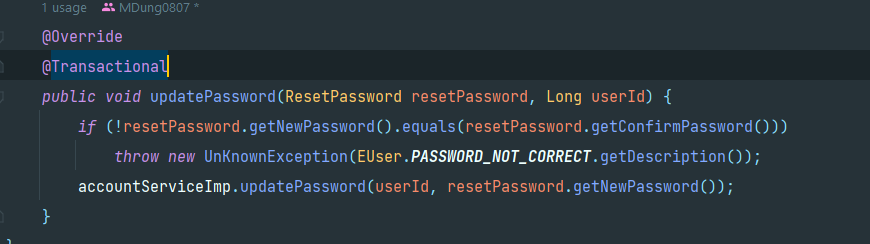 1 usage MDung0807 *
@Override
@Transactional
public void updatePassword(ResetPassword resetPassword, Long userId) {
if (!resetPassword.getNewPassword().equals(resetPassword.getConfirmPassword()))
throw new UnKnownException(EUser.PASSWORD_NOT_CORRECT.getDescription());
accountServiceImp.updatePassword(userId, resetPassword.getNewPassword());
}